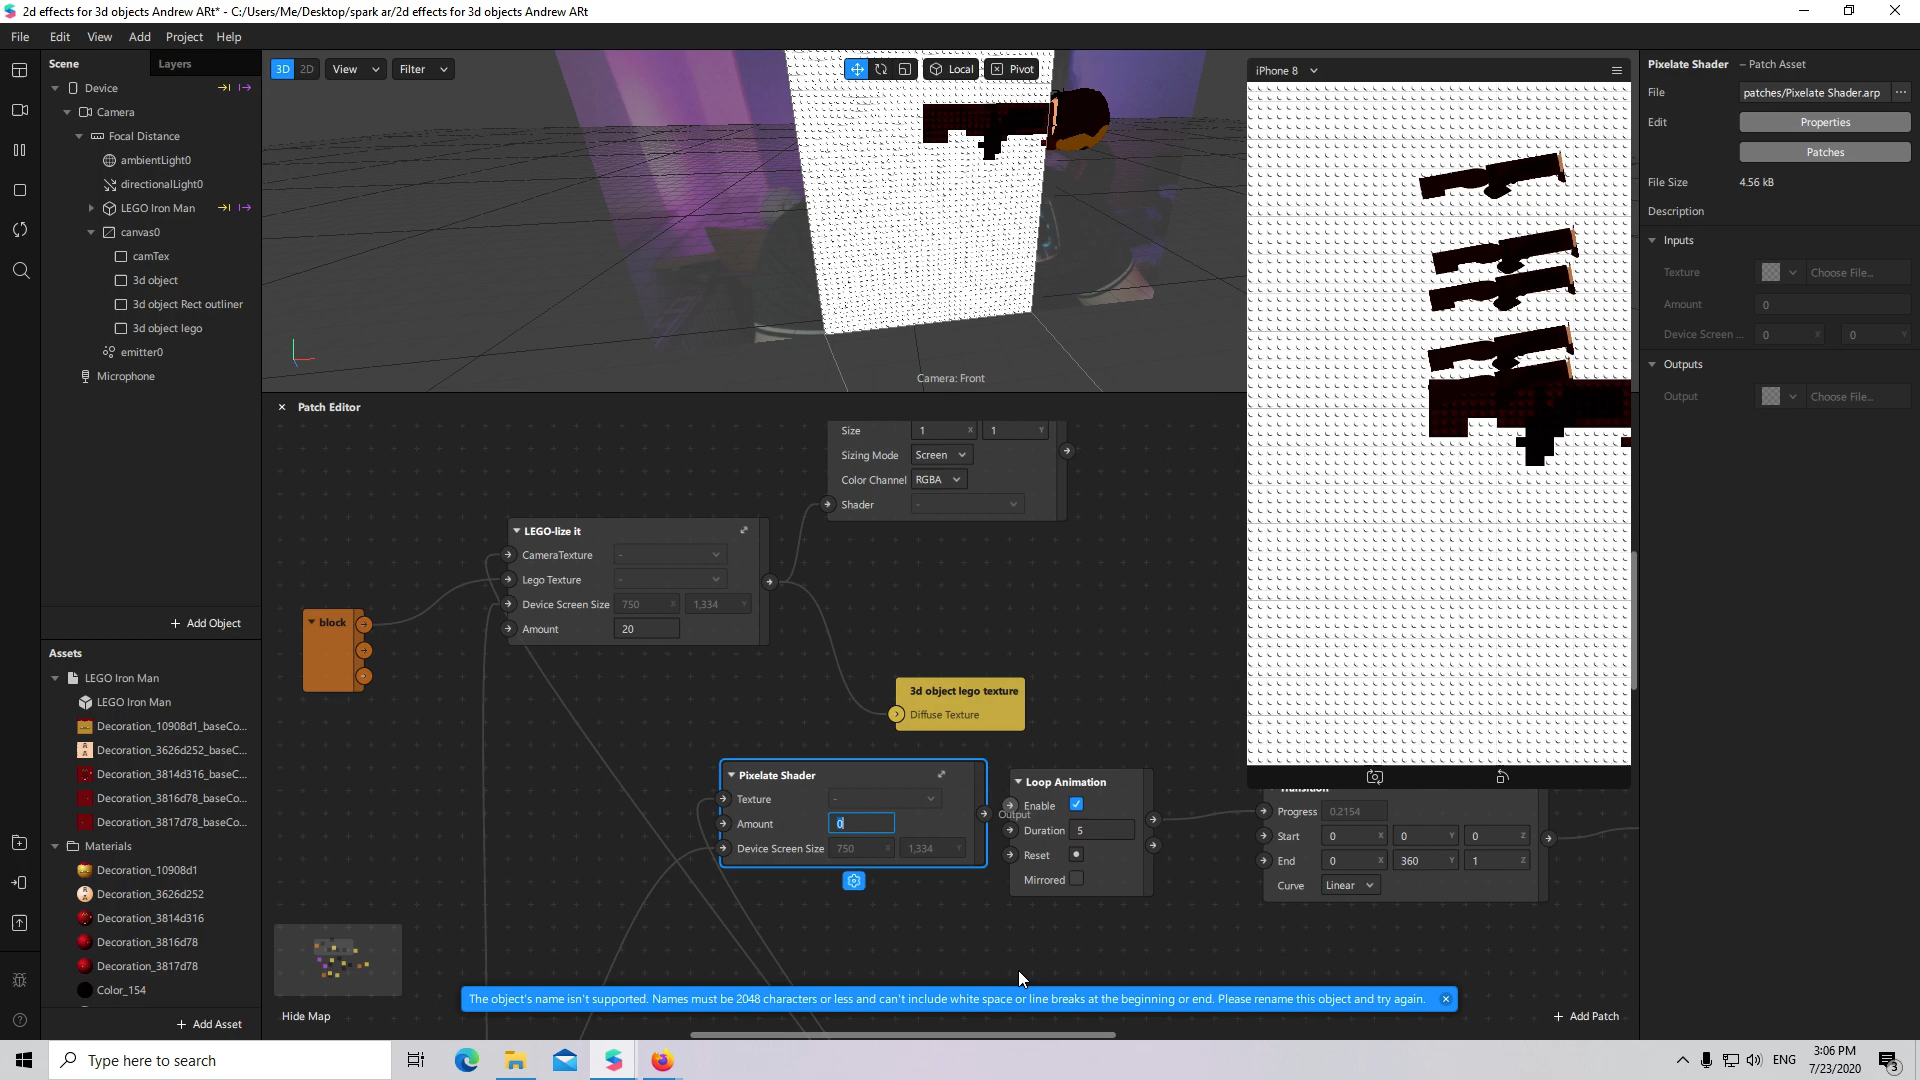 2d effects for 3d objects Andrew ARt* - C:/Users/Me/Desktop/spark ar/2d effects for 3d objects Andrew ARt
File Edit View Add Project Help
Scene Layers
Device
Camera
Focal Distance
ambientLight0
directionalLight0
LEGO Iron Man
canvas0
camTex
3d object
3d object Rect outliner
3d object lego
emitter0
Microphone
+ Add Object
Assets
LEGO Iron Man
LEGO Iron Man
Decoration_10908d1_baseCo...
Decoration_3626d252_baseC...
Decoration_3814d316_baseC...
Decoration_3816d78_baseCo...
Decoration_3817d78_baseCo...
Materials
Decoration_10908d1
Decoration_3626d252
Decoration_3814d316
Decoration_3816d78
Decoration_3817d78
Color_154
+ Add Asset
3D 2D View Filter
Local Pivot
Camera: Front
iPhone 8
Patch Editor
Size 1 X 1 Y
Sizing Mode Screen
Color Channel RGBA
Shader -
LEGO-lize it
CameraTexture -
Lego Texture -
Device Screen Size 750 X 1,334 Y
Amount 20
block
3d object lego texture
Diffuse Texture
Pixelate Shader
Texture -
Amount 0
Device Screen Size 750 X 1,334 Y
Output
Loop Animation
Enable
Duration 5
Reset
Mirrored
Transition
Progress 0.2154
Start 0 X 0 Y 0 Z
End 0 X 360 Y 1 Z
Curve Linear
Hide Map
The object's name isn't supported. Names must be 2048 characters or less and can't include white space or line breaks at the beginning or end. Please rename this object and try again.
+ Add Patch
Pixelate Shader – Patch Asset
File patches/Pixelate Shader.arp ...
Edit Properties
Patches
File Size 4.56 kB
Description
Inputs
Texture Choose File...
Amount 0
Device Screen ... 0 X 0 Y
Outputs
Output Choose File...
Type here to search
ENG
3:06 PM
7/23/2020
3